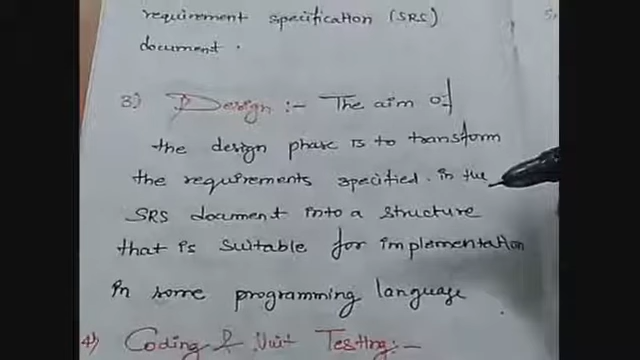 requirement specification (SRS)
document.
3) Design :- The aim of
the design phase is to transform
the requirements specified. in the
SRS document into a structure
that is suitable for implementation
in some programming language
4) Coding & Unit Testing:-